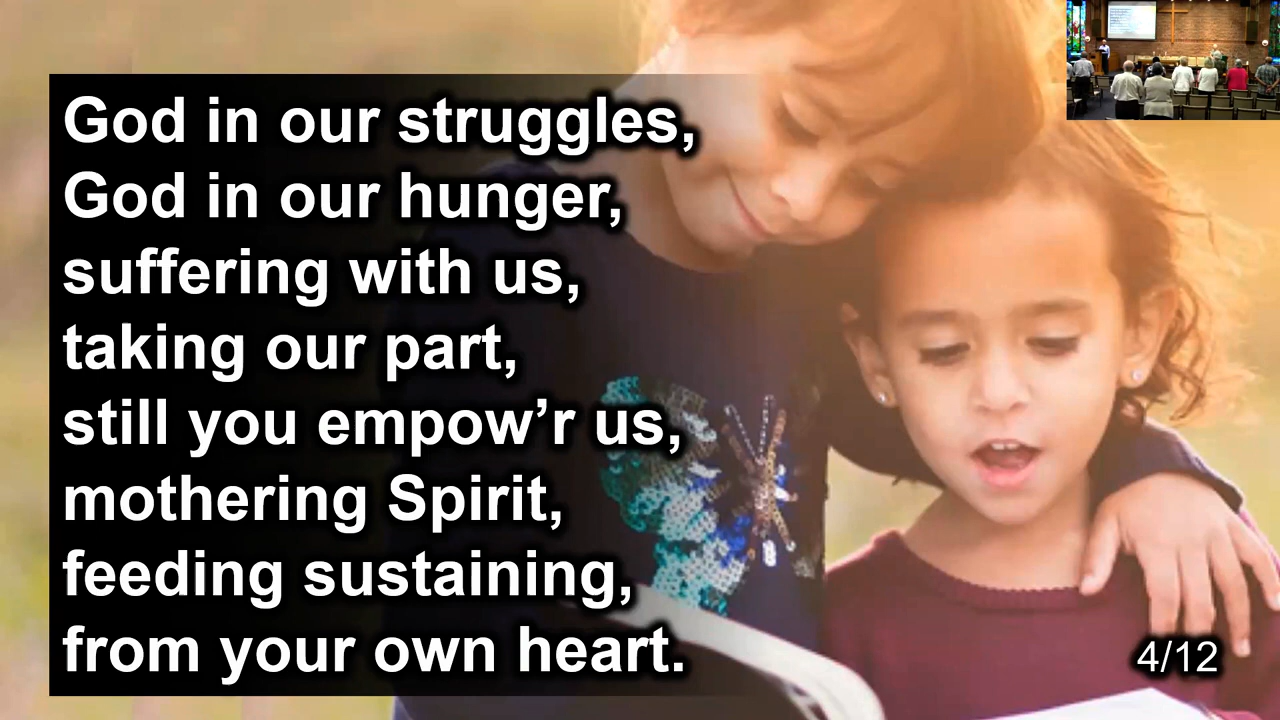 God in our struggles,
God in our hunger,
suffering with us,
taking our part,
still you empow’r us,
mothering Spirit,
feeding sustaining,
from your own heart.
4/12